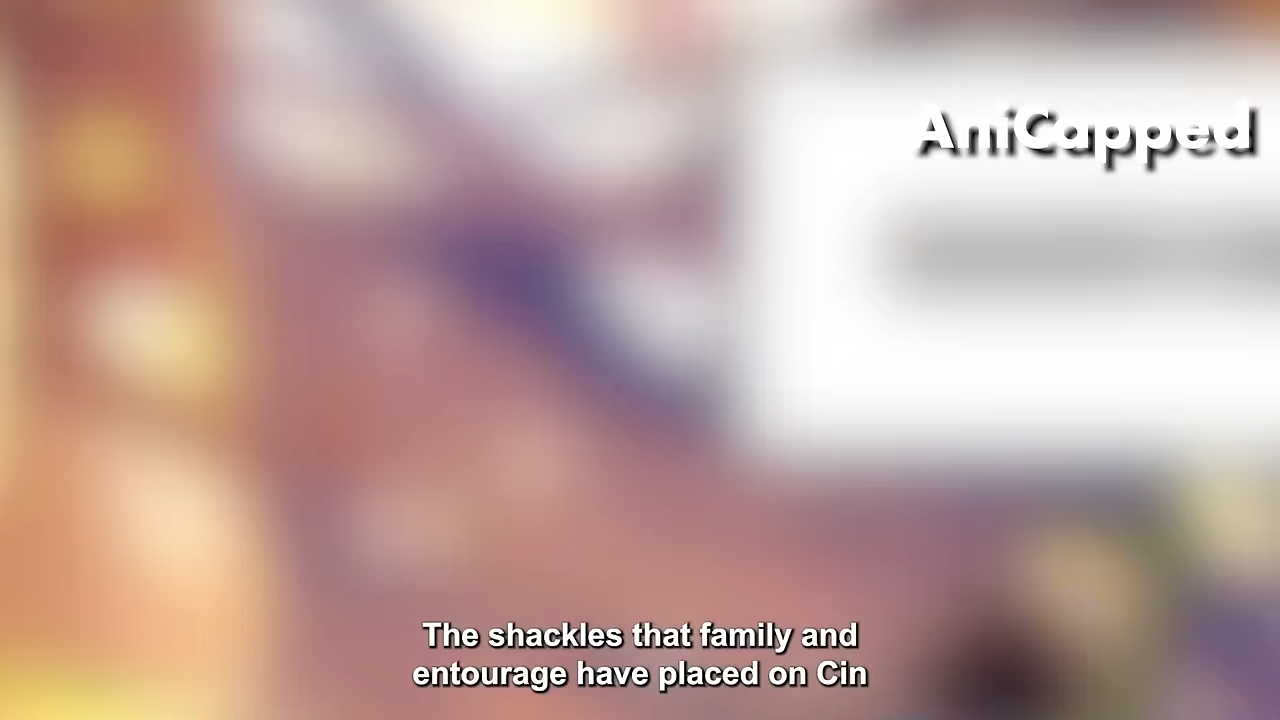 AniCapped
The shackles that family and
entourage have placed on Cin